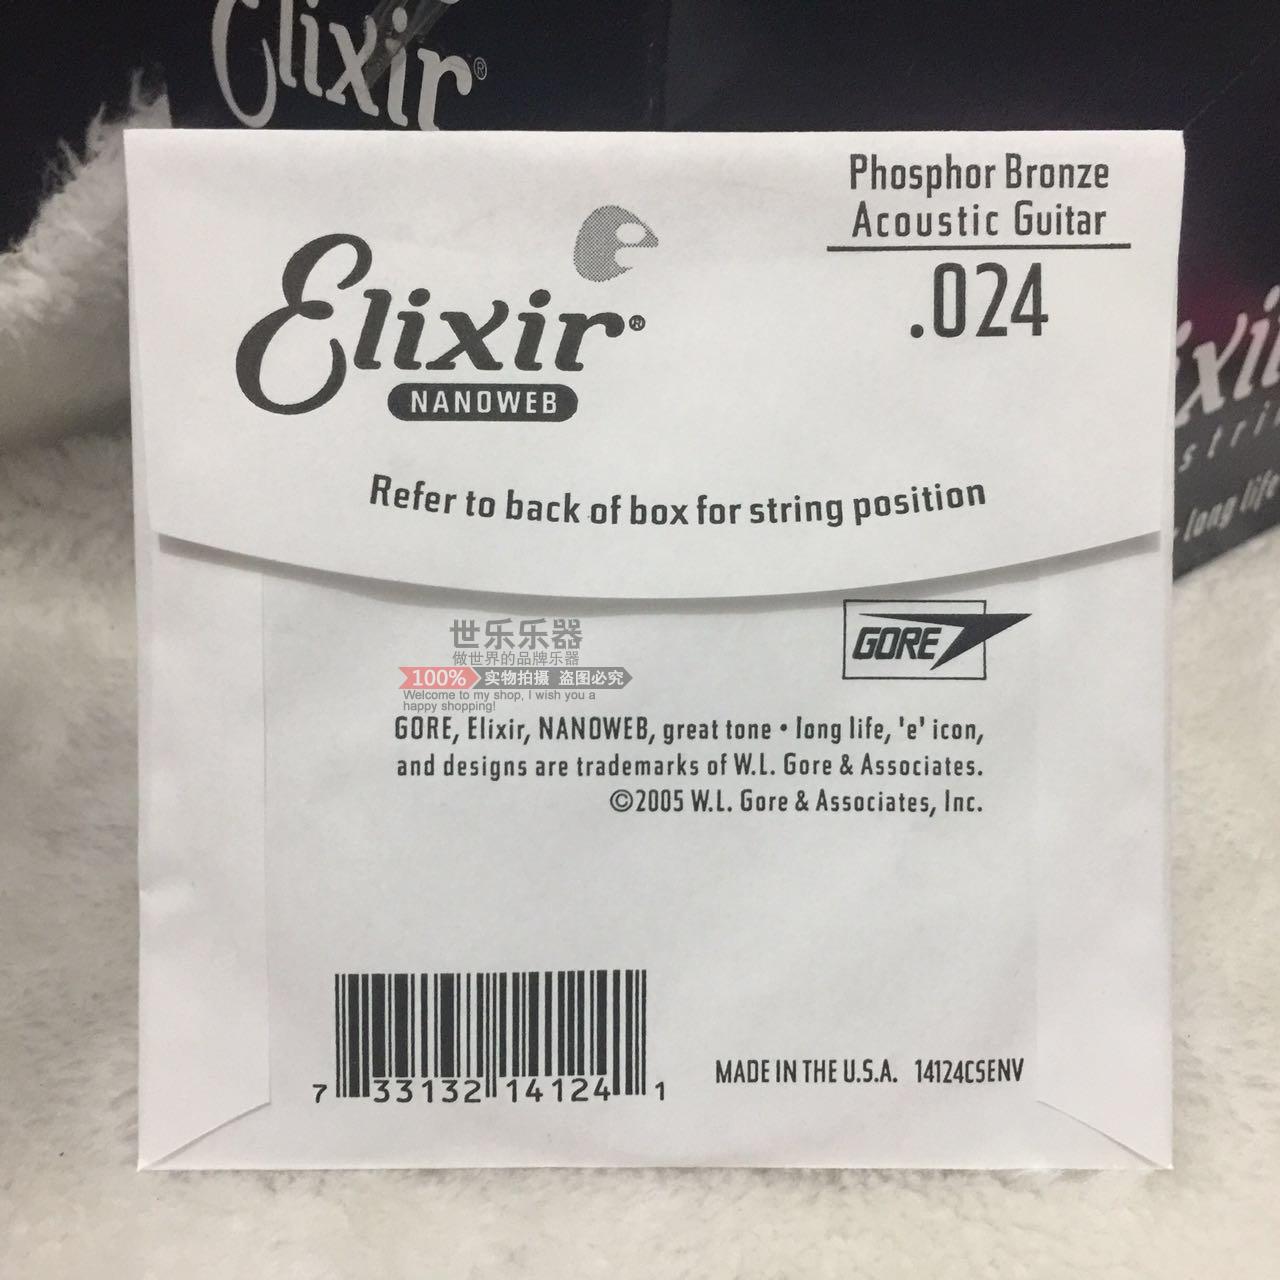 Elixir®
Phosphor Bronze
Acoustic Guitar
.024
Elixir®
NANOWEB
Refer to back of box for string position
long life
GORE
世乐乐器
做世界的品牌乐器
100% 实物拍摄 盗图必究
Welcome to my shop, I wish you a
happy shopping!
GORE, Elixir, NANOWEB, great tone • long life, 'e' icon,
and designs are trademarks of W.L. Gore & Associates.
©2005 W.L. Gore & Associates, Inc.
7 33132 14124 1
MADE IN THE U.S.A. 14124CSENV